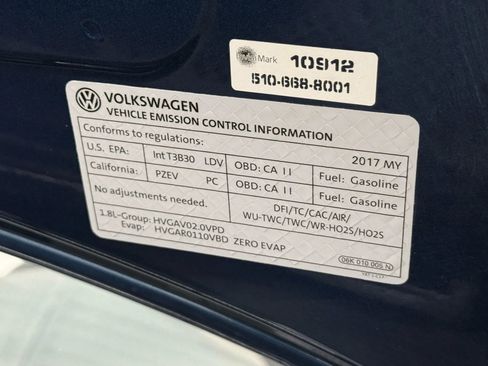 Mark 10912
510-668-8001
VOLKSWAGEN
VEHICLE EMISSION CONTROL INFORMATION
Conforms to regulations: 2017 MY
U.S. EPA: Int T3B30 LDV OBD: CA II Fuel: Gasoline
California: PZEV PC OBD: CA II Fuel: Gasoline
No adjustments needed.
DFI/TC/CAC/AIR/
WU-TWC/TWC/WR-HO2S/HO2S
1.8L-Group: HVGAV02.0VPD
Evap: HVGAR0110VBD ZERO EVAP
06K 010 005 N